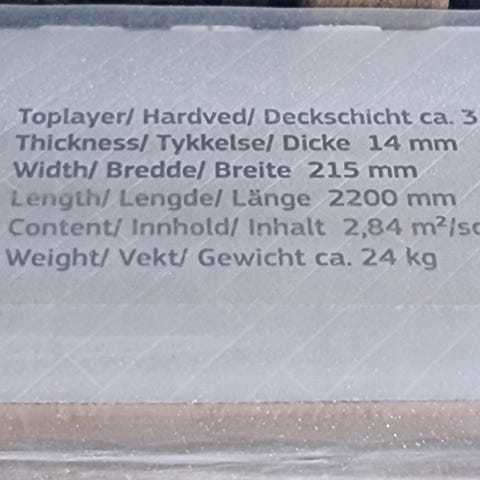 Toplayer/ Hardved/ Deckschicht ca. 3
Thickness/ Tykkelse/ Dicke 14 mm
Width/ Bredde/ Breite 215 mm
Length/ Lengde/ Länge 2200 mm
Content/ Innhold/ Inhalt 2,84 m²/sc
Weight/ Vekt/ Gewicht ca. 24 kg